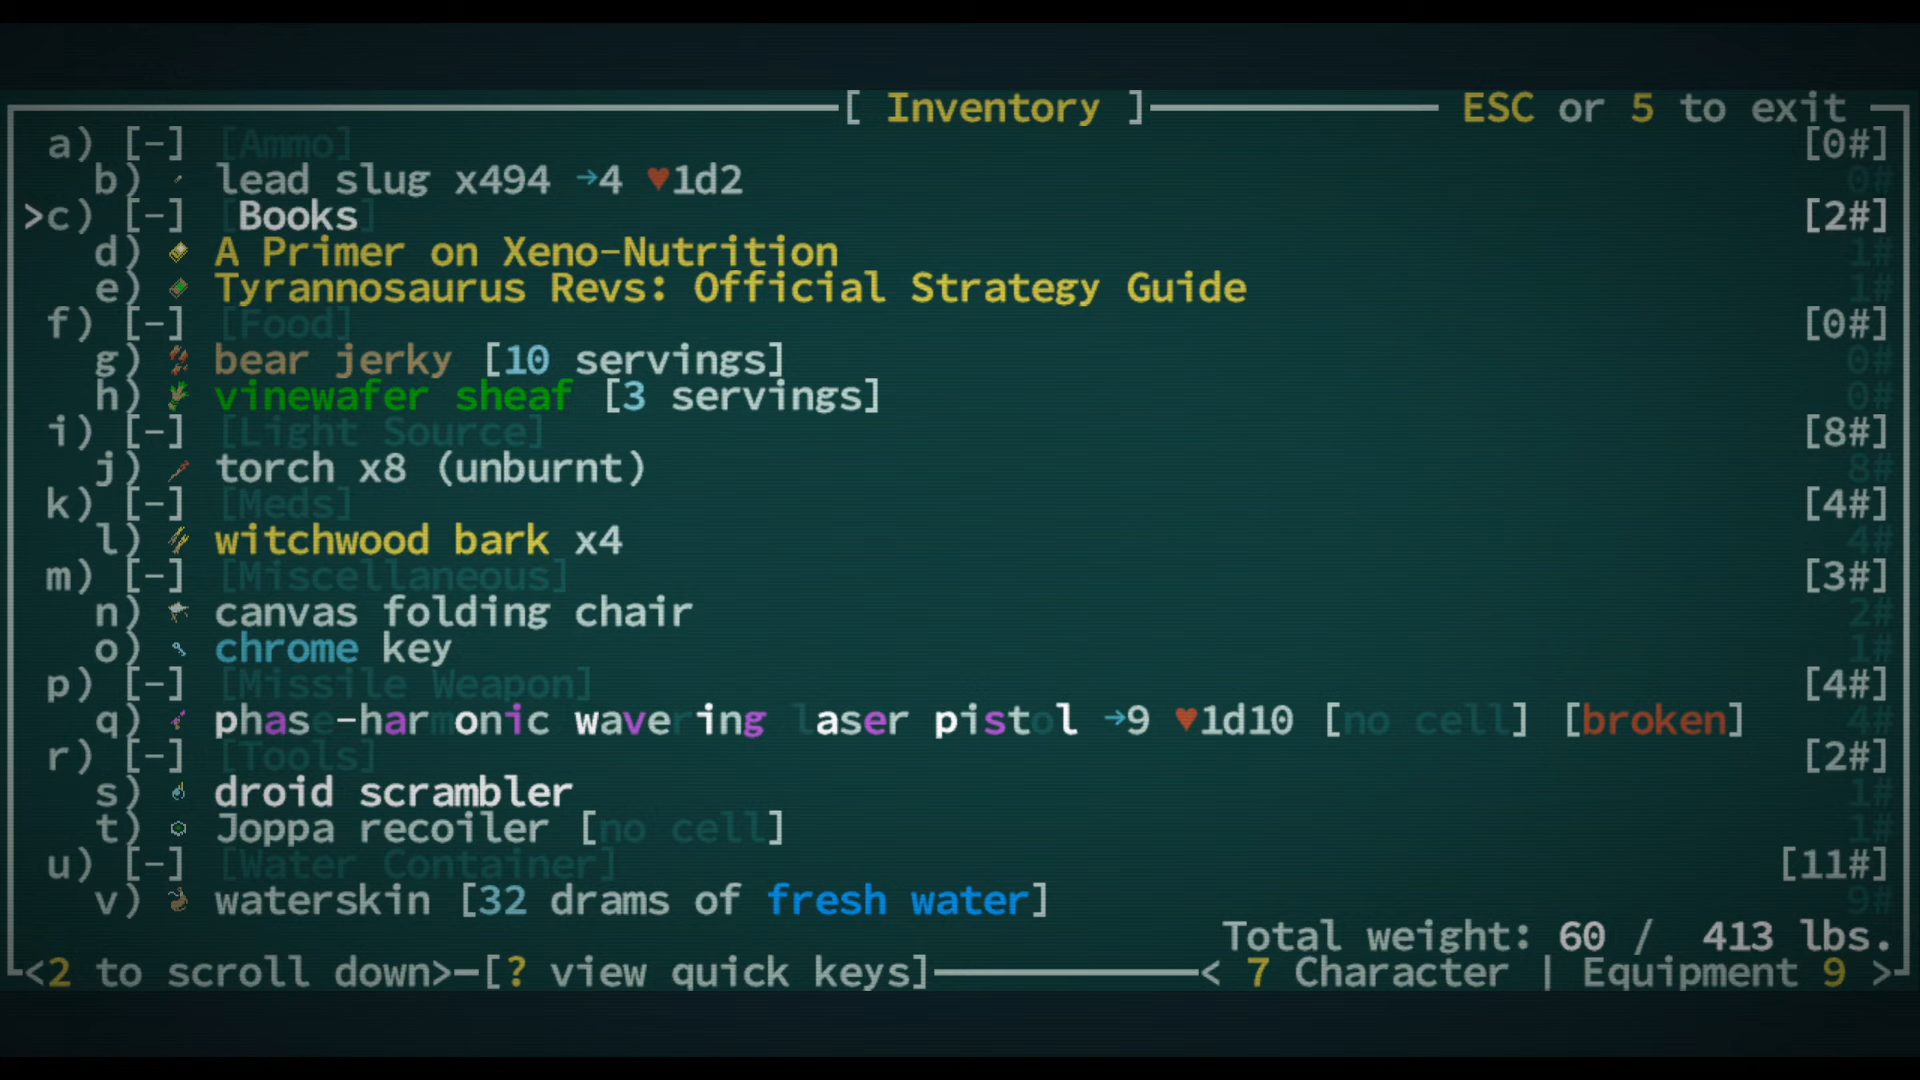 [ Inventory ] ESC or 5 to exit
a) [-] [Ammo] [0#]
b) lead slug x494 →4 ♥1d2 0#
>c) [-] [Books] [2#]
d) A Primer on Xeno-Nutrition 1#
e) Tyrannosaurus Revs: Official Strategy Guide 1#
f) [-] [Food] [0#]
g) bear jerky [10 servings] 0#
h) vinewafer sheaf [3 servings] 0#
i) [-] [Light Source] [8#]
j) torch x8 (unburnt) 8#
k) [-] [Meds] [4#]
l) witchwood bark x4 4#
m) [-] [Miscellaneous] [3#]
n) canvas folding chair 2#
o) chrome key 1#
p) [-] [Missile Weapon] [4#]
q) phase-harmonic wavering laser pistol →9 ♥1d10 [no cell] [broken] 4#
r) [-] [Tools] [2#]
s) droid scrambler 1#
t) Joppa recoiler [no cell] 1#
u) [-] [Water Container] [11#]
v) waterskin [32 drams of fresh water] 9#
Total weight: 60 / 413 lbs.
<2 to scroll down> [? view quick keys] < 7 Character | Equipment 9 >